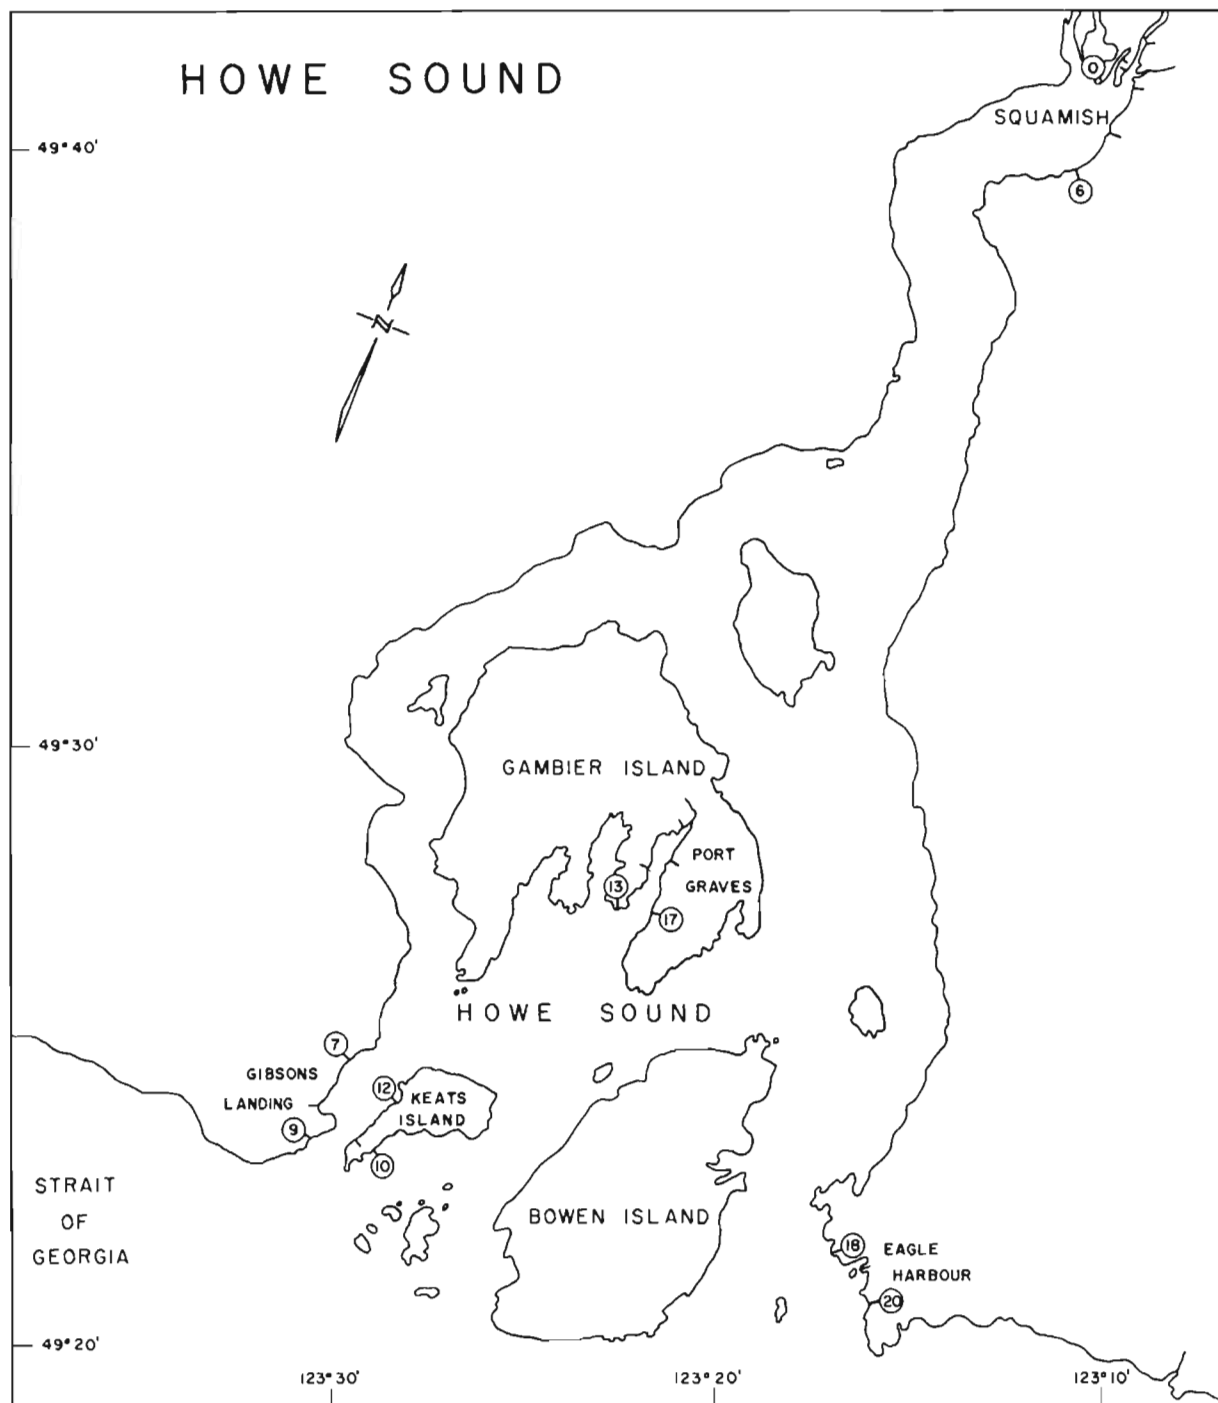 HOWE SOUND
0
SQUAMISH
49°40'
6
N
49°30'
GAMBIER ISLAND
PORT
GRAVES
13
17
HOWE SOUND
7
GIBSONS
LANDING
9
12
KEATS
ISLAND
10
STRAIT
OF
GEORGIA
BOWEN ISLAND
18
EAGLE
HARBOUR
20
49°20'
123°30'
123°20'
123°10'